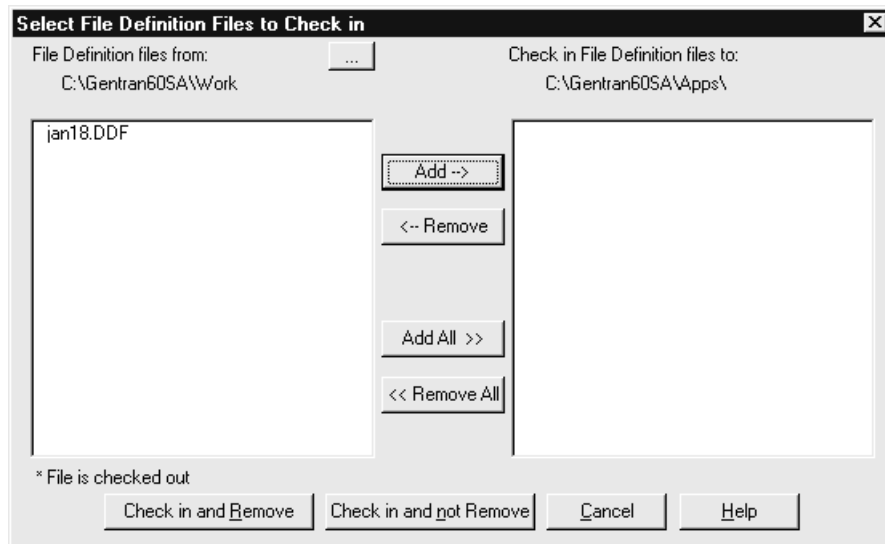 Select File Definition Files to Check in
File Definition files from:
...
Check in File Definition files to:
C:\Gentran60SA\Work
C:\Gentran60SA\Apps\
jan18.DDF
Add -->
<-- Remove
Add All >>
<< Remove All
* File is checked out
Check in and Remove
Check in and not Remove
Cancel
Help